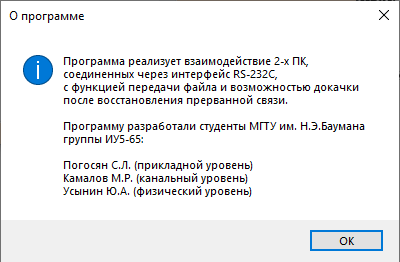 О программе
Программа реализует взаимодействие 2-х ПК,
соединенных через интерфейс RS-232C,
с функцией передачи файла и возможностью докачки
после восстановления прерванной связи.
Программу разработали студенты МГТУ им. Н.Э.Баумана
группы ИУ5-65:
Погосян С.Л. (прикладной уровень)
Камалов М.Р. (канальный уровень)
Усынин Ю.А. (физический уровень)
ОК